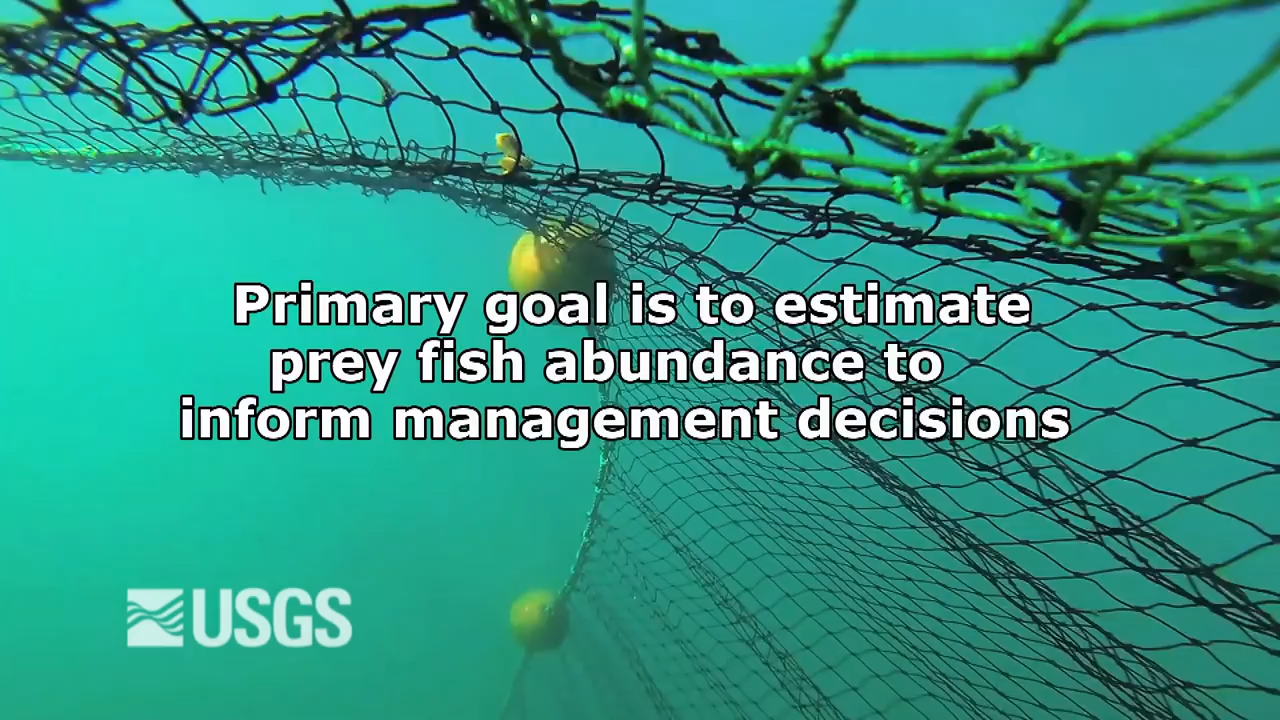 Primary goal is to estimate
prey fish abundance to
inform management decisions
USGS